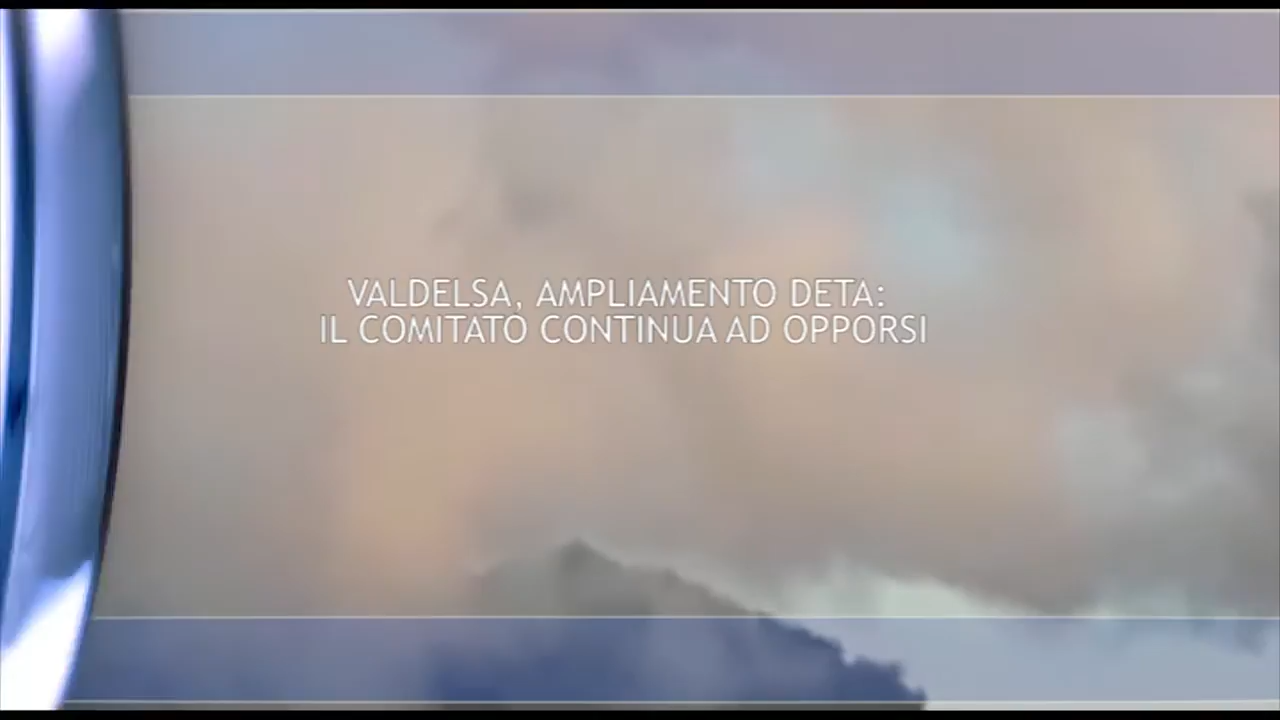 VALDELSA, AMPLIAMENTO DETA:
IL COMITATO CONTINUA AD OPPORSI